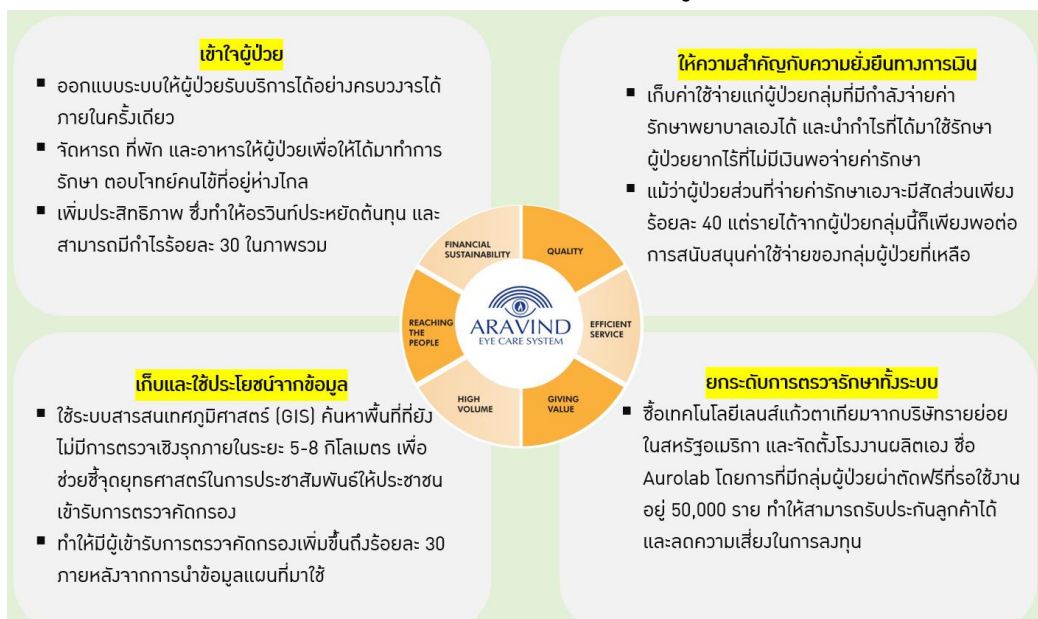 เข้าใจผู้ป่วย
▪ ออกแบบระบบให้ผู้ป่วยรับบริการได้อย่างครบวงจรได้
ภายในครั้งเดียว
▪ จัดหารถ ที่พัก และอาหารให้ผู้ป่วยเพื่อให้ได้มาทำการ
รักษา ตอบโจทย์คนไข้ที่อยู่ห่างไกล
▪ เพิ่มประสิทธิภาพ ซึ่งทำให้อรวินท์ประหยัดต้นทุน และ
สามารถมีกำไรร้อยละ 30 ในภาพรวม
ให้ความสำคัญกับความยั่งยืนทางการเงิน
▪ เก็บค่าใช้จ่ายแก่ผู้ป่วยกลุ่มที่มีกำลังจ่ายค่า
รักษาพยาบาลเองได้ และนำกำไรที่ได้มาใช้รักษา
ผู้ป่วยยากไร้ที่ไม่มีเงินพอจ่ายค่ารักษา
▪ แม้ว่าผู้ป่วยส่วนที่จ่ายค่ารักษาเองจะมีสัดส่วนเพียง
ร้อยละ 40 แต่รายได้จากผู้ป่วยกลุ่มนี้ก็เพียงพอต่อ
การสนับสนุนค่าใช้จ่ายของกลุ่มผู้ป่วยที่เหลือ
FINANCIAL
SUSTAINABILITY
QUALITY
REACHING
THE
PEOPLE
ARAVIND
EYE CARE SYSTEM
EFFICIENT
SERVICE
HIGH
VOLUME
GIVING
VALUE
เก็บและใช้ประโยชน์จากข้อมูล
▪ ใช้ระบบสารสนเทศภูมิศาสตร์ (GIS) ค้นหาพื้นที่ที่ยัง
ไม่มีการตรวจเชิงรุกภายในระยะ 5-8 กิโลเมตร เพื่อ
ช่วยชี้จุดยุทธศาสตร์ในการประชาสัมพันธ์ให้ประชาชน
เข้ารับการตรวจคัดกรอง
▪ ทำให้มีผู้เข้ารับการตรวจคัดกรองเพิ่มขึ้นถึงร้อยละ 30
ภายหลังจากการนำข้อมูลแผนที่มาใช้
ยกระดับการตรวจรักษาทั้งระบบ
▪ ซื้อเทคโนโลยีเลนส์แก้วตาเทียมจากบริษัทรายย่อย
ในสหรัฐอเมริกา และจัดตั้งโรงงานผลิตเอง ชื่อ
Aurolab โดยการที่มีกลุ่มผู้ป่วยผ่าตัดฟรีที่รอใช้งาน
อยู่ 50,000 ราย ทำให้สามารถรับประกันลูกค้าได้
และลดความเสี่ยงในการลงทุน